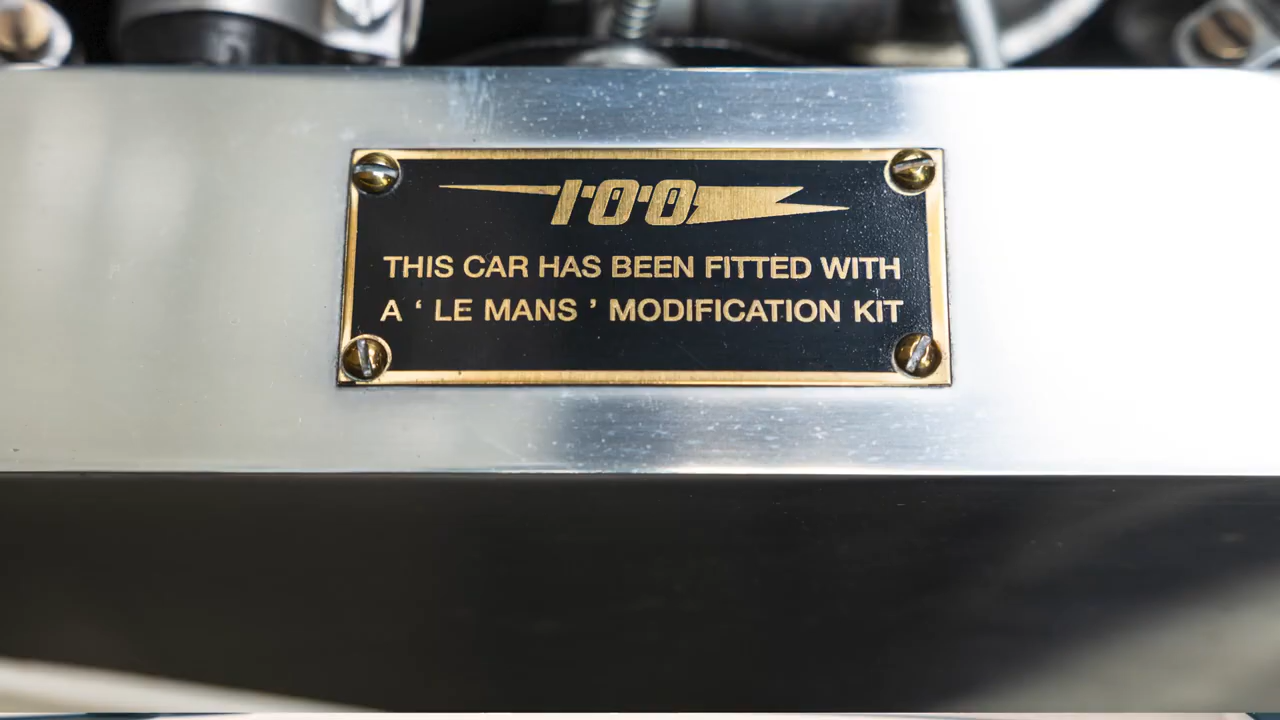 100
THIS CAR HAS BEEN FITTED WITH
A ‘ LE MANS ’ MODIFICATION KIT